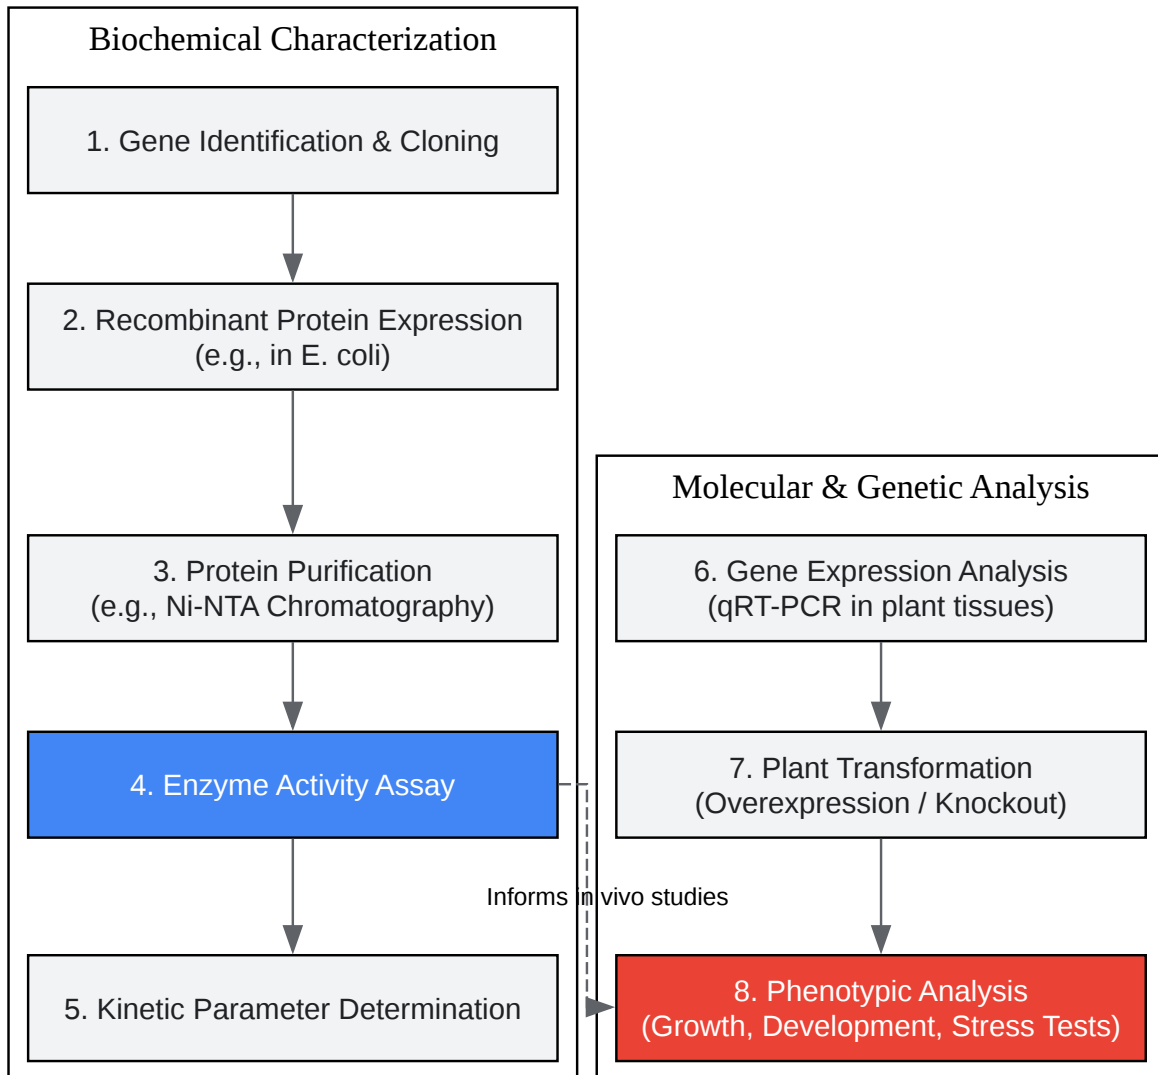 Biochemical Characterization
1. Gene Identification & Cloning
2. Recombinant Protein Expression
(e.g., in E. coli)
3. Protein Purification
(e.g., Ni-NTA Chromatography)
4. Enzyme Activity Assay
Informs in vivo studies
5. Kinetic Parameter Determination
Molecular & Genetic Analysis
6. Gene Expression Analysis
(qRT-PCR in plant tissues)
7. Plant Transformation
(Overexpression / Knockout)
8. Phenotypic Analysis
(Growth, Development, Stress Tests)